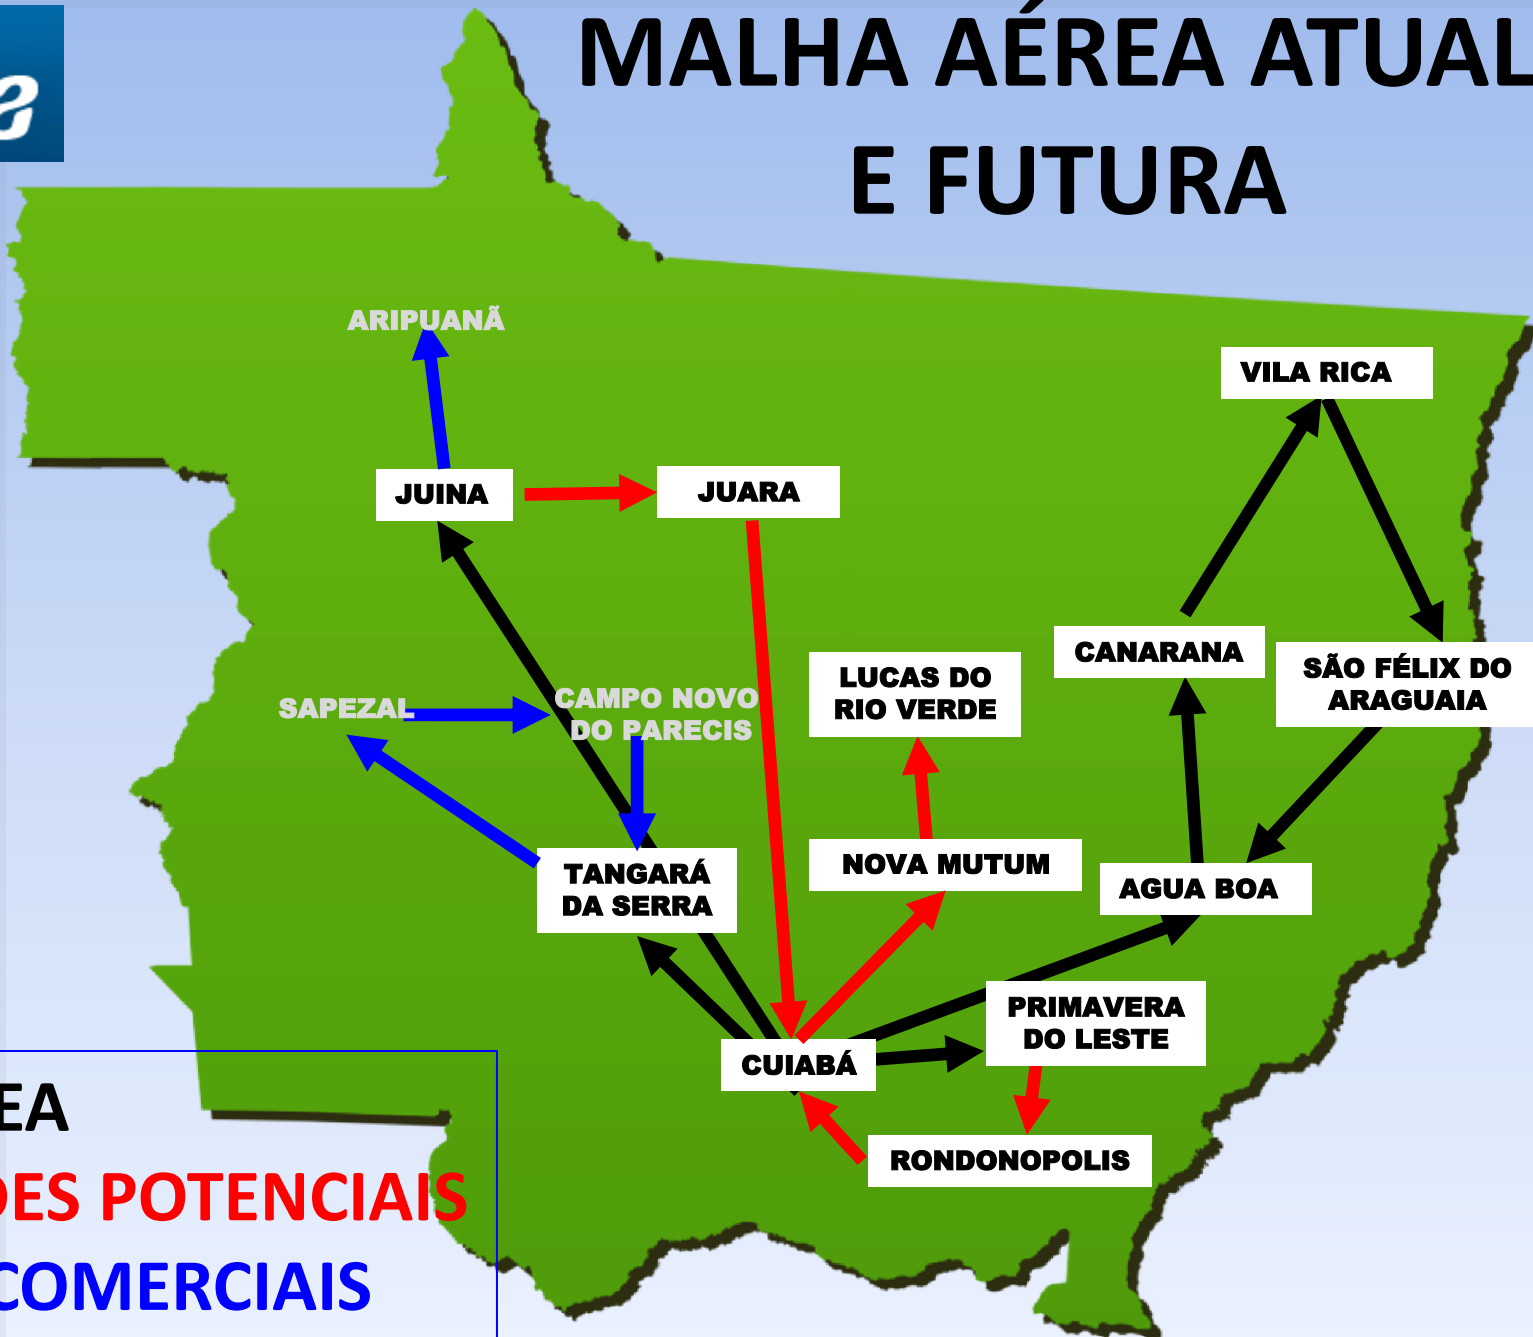 MALHA AÉREA ATUAL
E FUTURA
ARIPUANÃ
VILA RICA
JUINA
JUARA
CANARANA
SÃO FÉLIX DO
ARAGUAIA
LUCAS DO
RIO VERDE
SAPEZAL
CAMPO NOVO
DO PARECIS
NOVA MUTUM
TANGARÁ
DA SERRA
AGUA BOA
PRIMAVERA
DO LESTE
CUIABÁ
RONDONOPOLIS
EA
DES POTENCIAIS
COMERCIAIS